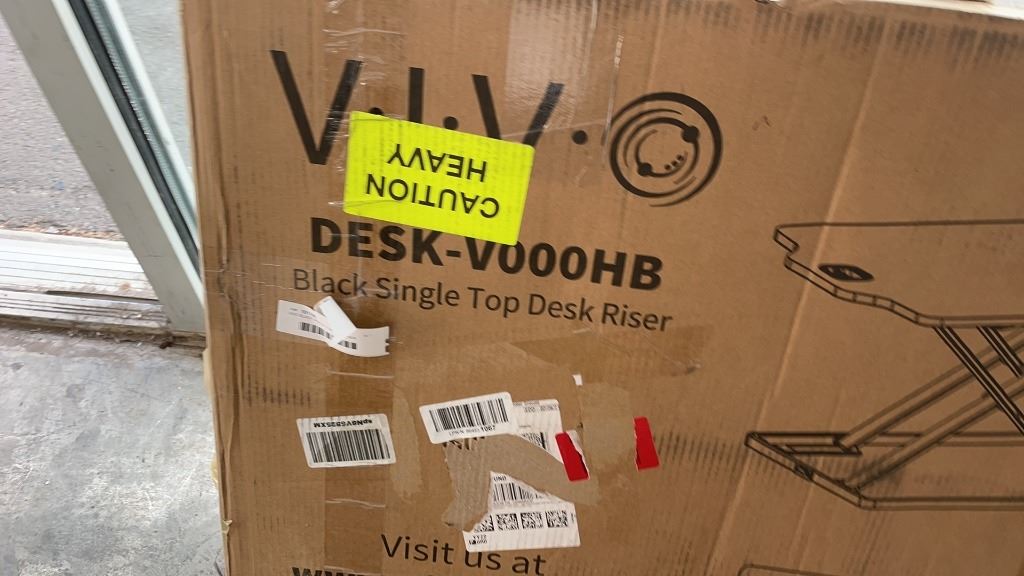 V·I·V·O
CAUTION
HEAVY
DESK-V000HB
Black Single Top Desk Riser
Visit us at